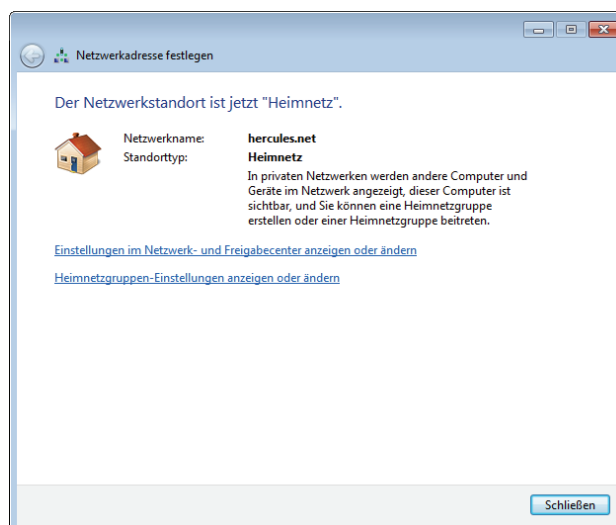 Netzwerkadresse festlegen
Der Netzwerkstandort ist jetzt "Heimnetz".
Netzwerkname: hercules.net
Standorttyp: Heimnetz
In privaten Netzwerken werden andere Computer und
Geräte im Netzwerk angezeigt, dieser Computer ist
sichtbar, und Sie können eine Heimnetzgruppe
erstellen oder einer Heimnetzgruppe beitreten.
Einstellungen im Netzwerk- und Freigabecenter anzeigen oder ändern
Heimnetzgruppen-Einstellungen anzeigen oder ändern
Schließen